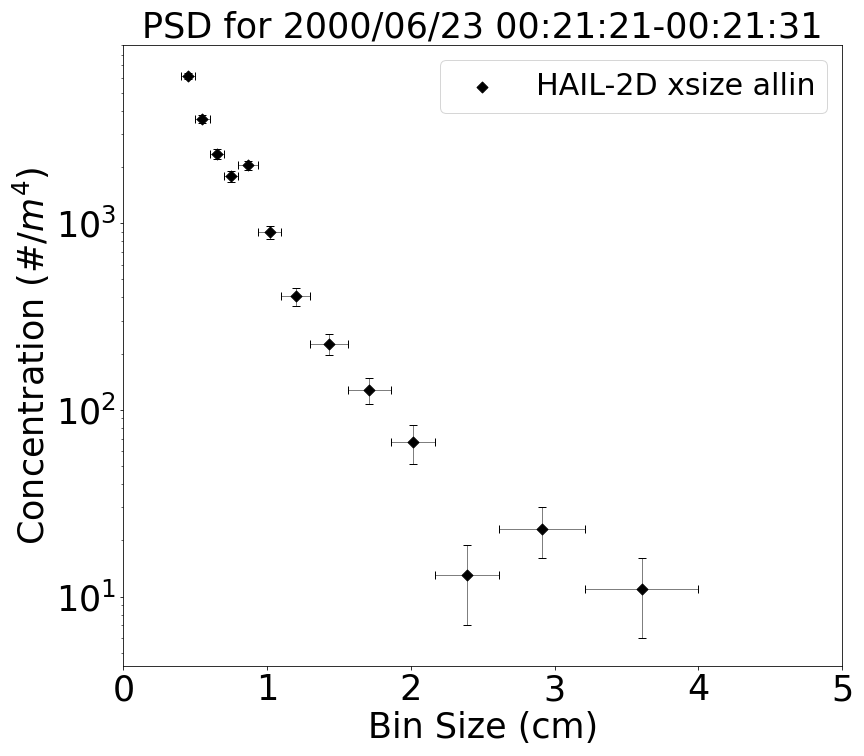 PSD for 2000/06/23 00:21:21-00:21:31
HAIL-2D xsize allin
Concentration (#/m⁴)
10³
10²
10¹
0 1 2 3 4 5
Bin Size (cm)